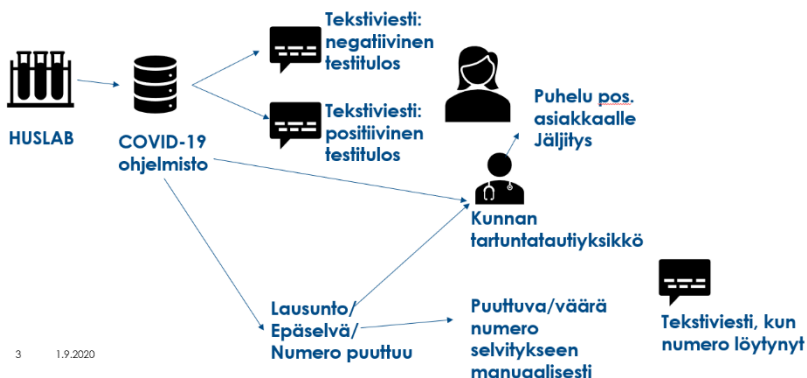 Tekstiviesti:
negatiivinen
testitulos
HUSLAB
COVID-19
ohjelmisto
Tekstiviesti:
positiivinen
testitulos
Puhelu pos.
asiakkaalle
Jäljitys
Kunnan
tartuntatautiyksikkö
Lausunto/
Epäselvä/
Numero puuttuu
Puuttuva/väärä
numero
selvitykseen
manuaalisesti
Tekstiviesti, kun
numero löytynyt
3 1.9.2020